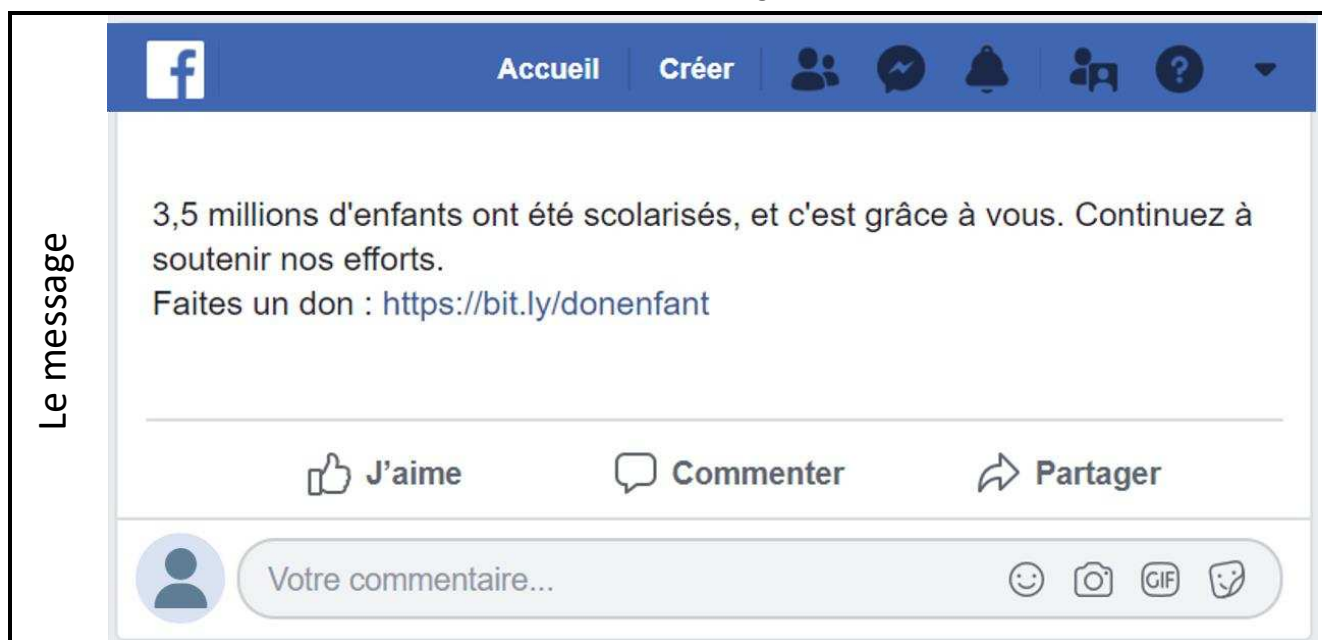 Le message
f
Accueil Créer
3,5 millions d'enfants ont été scolarisés, et c'est grâce à vous. Continuez à
soutenir nos efforts.
Faites un don : https://bit.ly/donenfant
J'aime Commenter Partager
Votre commentaire... GIF